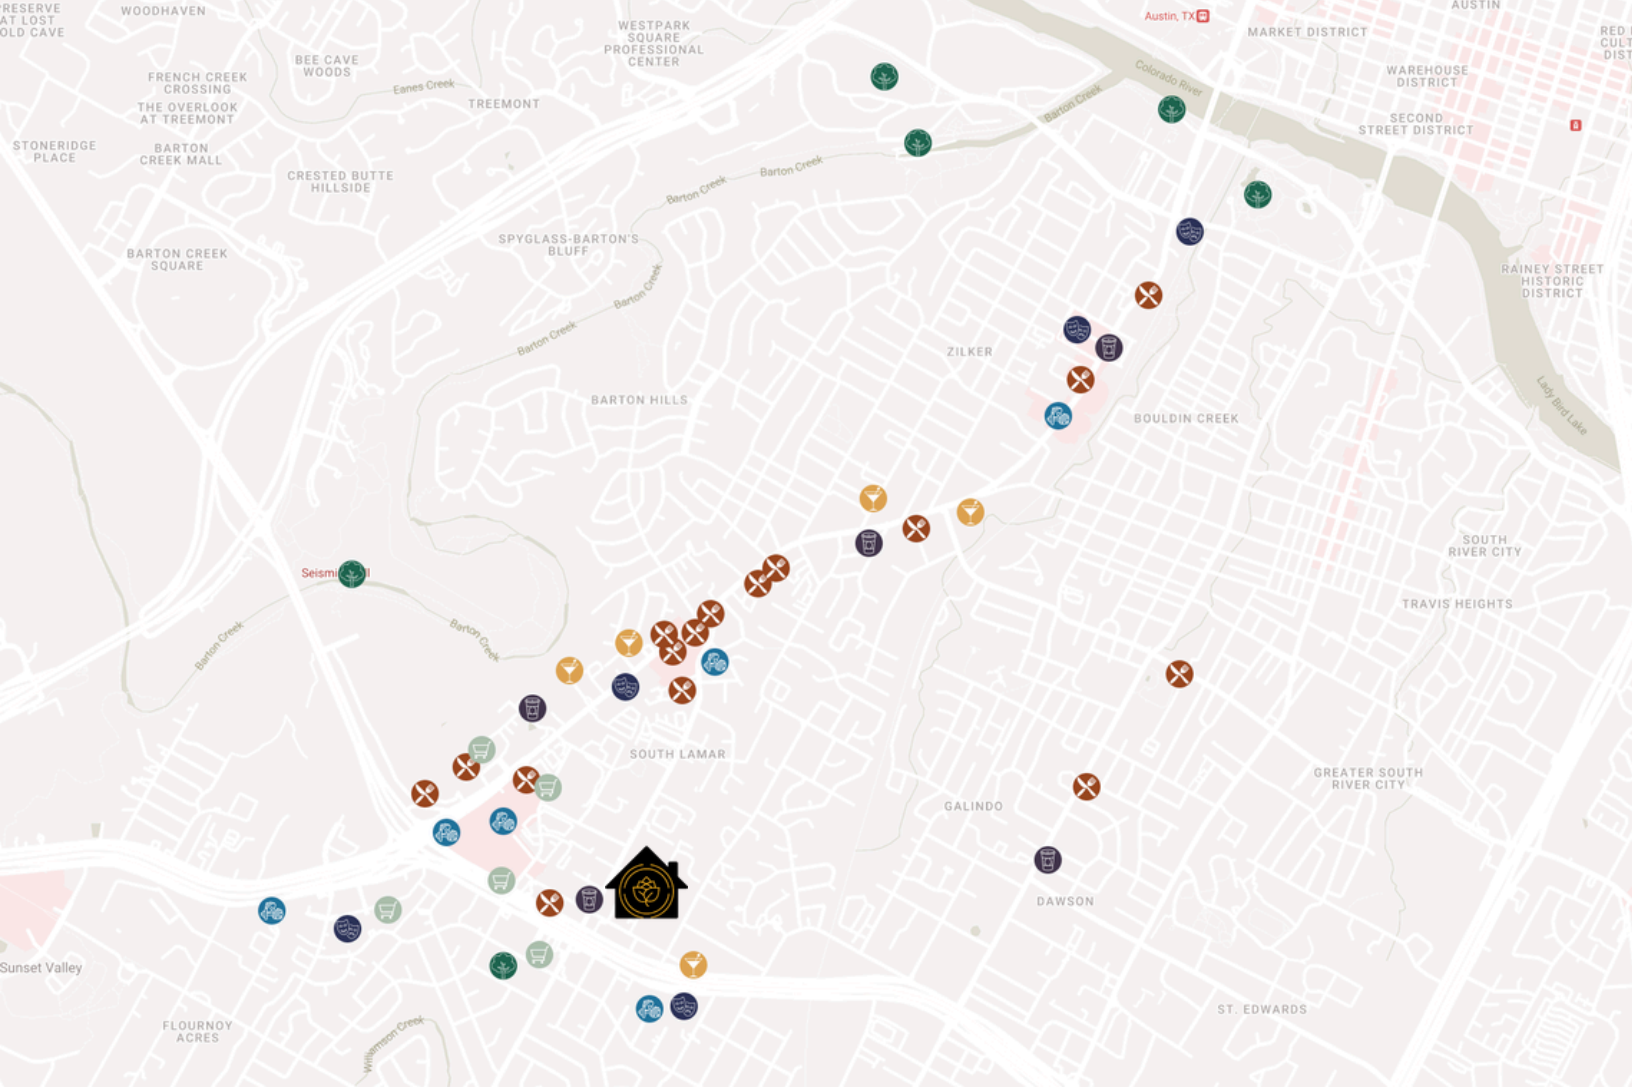 PRESERVE
AT LOST
OLD CAVE
WOODHAVEN
BEE CAVE
WOODS
FRENCH CREEK
CROSSING
THE OVERLOOK
AT TREEMONT
STONERIDGE
PLACE
BARTON
CREEK MALL
CRESTED BUTTE
HILLSIDE
Eanes Creek
TREEMONT
WESTPARK
SQUARE
PROFESSIONAL
CENTER
Austin, TX
AUSTIN
MARKET DISTRICT
RED
CULT
DIST
WAREHOUSE
DISTRICT
SECOND
STREET DISTRICT
Colorado River
Barton Creek
Barton Creek
Barton Creek
SPYGLASS-BARTON'S
BLUFF
BARTON CREEK
SQUARE
Barton Creek
Barton Creek
RAINEY STREET
HISTORIC
DISTRICT
ZILKER
BARTON HILLS
BOULDIN CREEK
Lady Bird Lake
SOUTH
RIVER CITY
Seismi ll
TRAVIS HEIGHTS
Barton Creek
Barton Creek
SOUTH LAMAR
GALINDO
GREATER SOUTH
RIVER CITY
DAWSON
Sunset Valley
ST. EDWARDS
FLOURNOY
ACRES
Williamson Creek